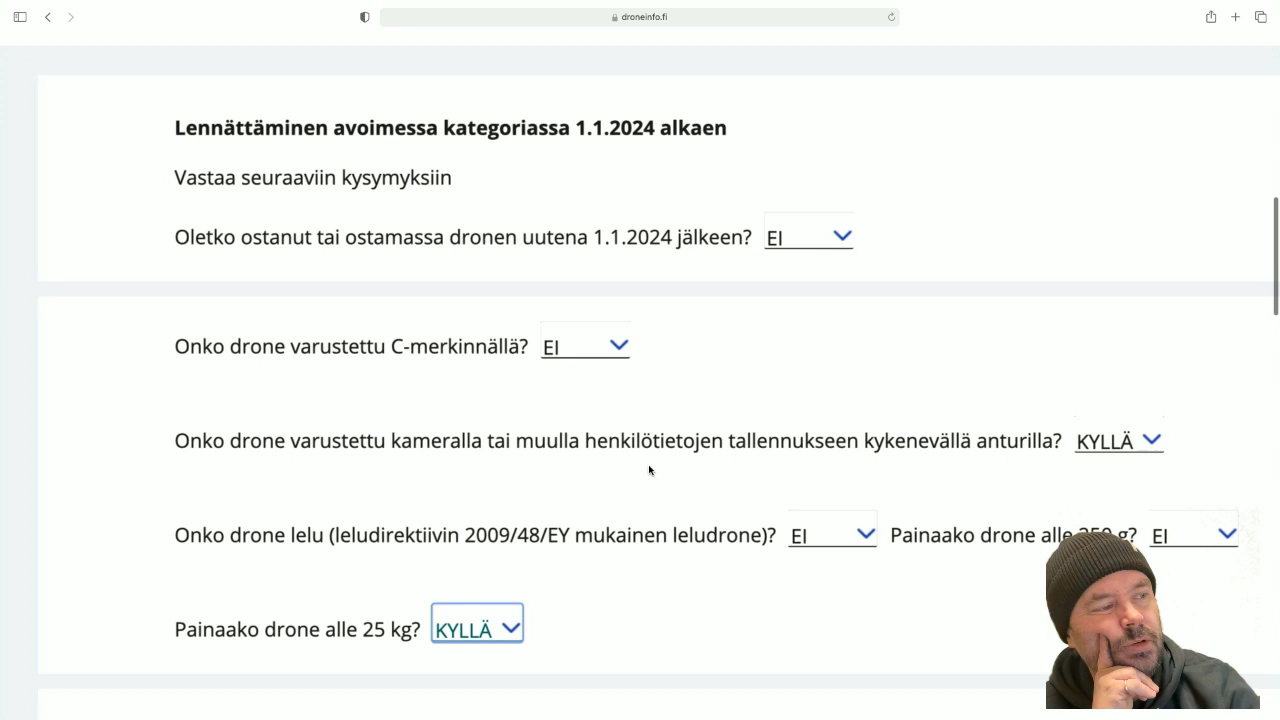 droneinfo.fi
Lennättäminen avoimessa kategoriassa 1.1.2024 alkaen
Vastaa seuraaviin kysymyksiin
Oletko ostanut tai ostamassa dronen uutena 1.1.2024 jälkeen? EI
Onko drone varustettu C-merkinnällä? EI
Onko drone varustettu kameralla tai muulla henkilötietojen tallennukseen kykenevällä anturilla? KYLLÄ
Onko drone lelu (leludirektiivin 2009/48/EY mukainen leludrone)? EI Painaako drone alle 250 g? EI
Painaako drone alle 25 kg? KYLLÄ